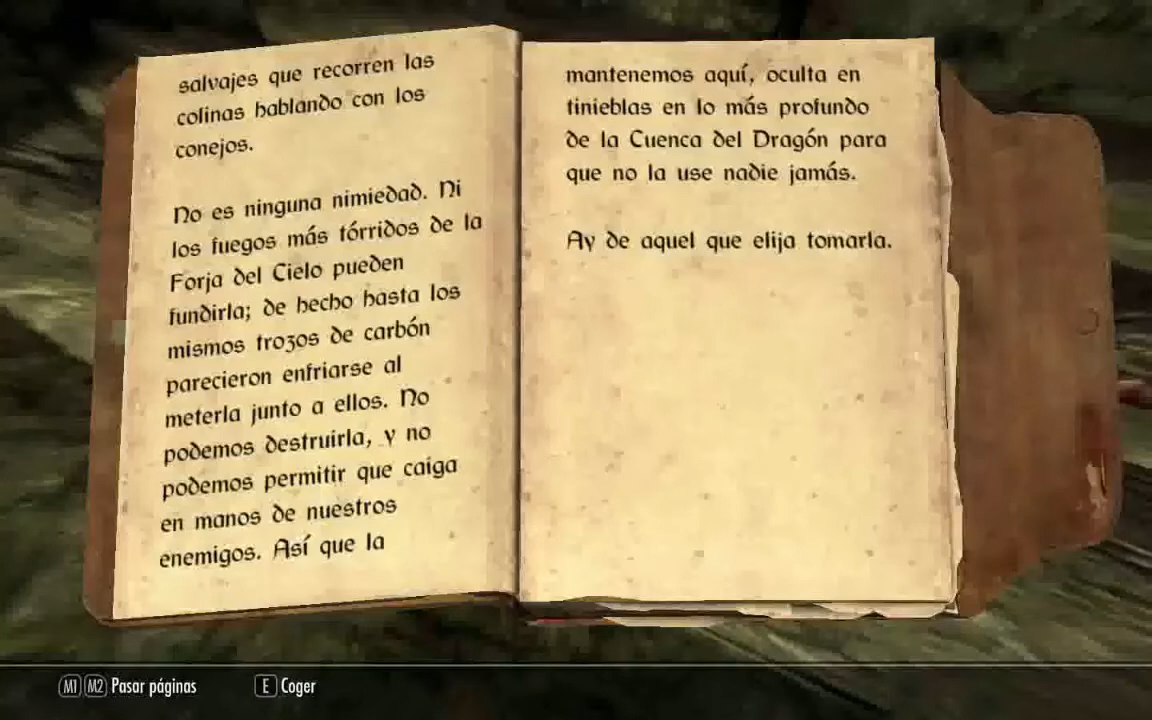 salvajes que recorren las
colinas hablando con los
conejos.
No es ninguna nimiedad. Ni
los fuegos más tórridos de la
Forja del Cielo pueden
fundirla; de hecho hasta los
mismos trozos de carbón
parecieron enfriarse al
meterla junto a ellos. No
podemos destruirla, y no
podemos permitir que caiga
en manos de nuestros
enemigos. Así que la
mantenemos aquí, oculta en
tinieblas en lo más profundo
de la Cuenca del Dragón para
que no la use nadie jamás.
Ay de aquel que elija tomarla.
M1 M2 Pasar páginas E Coger